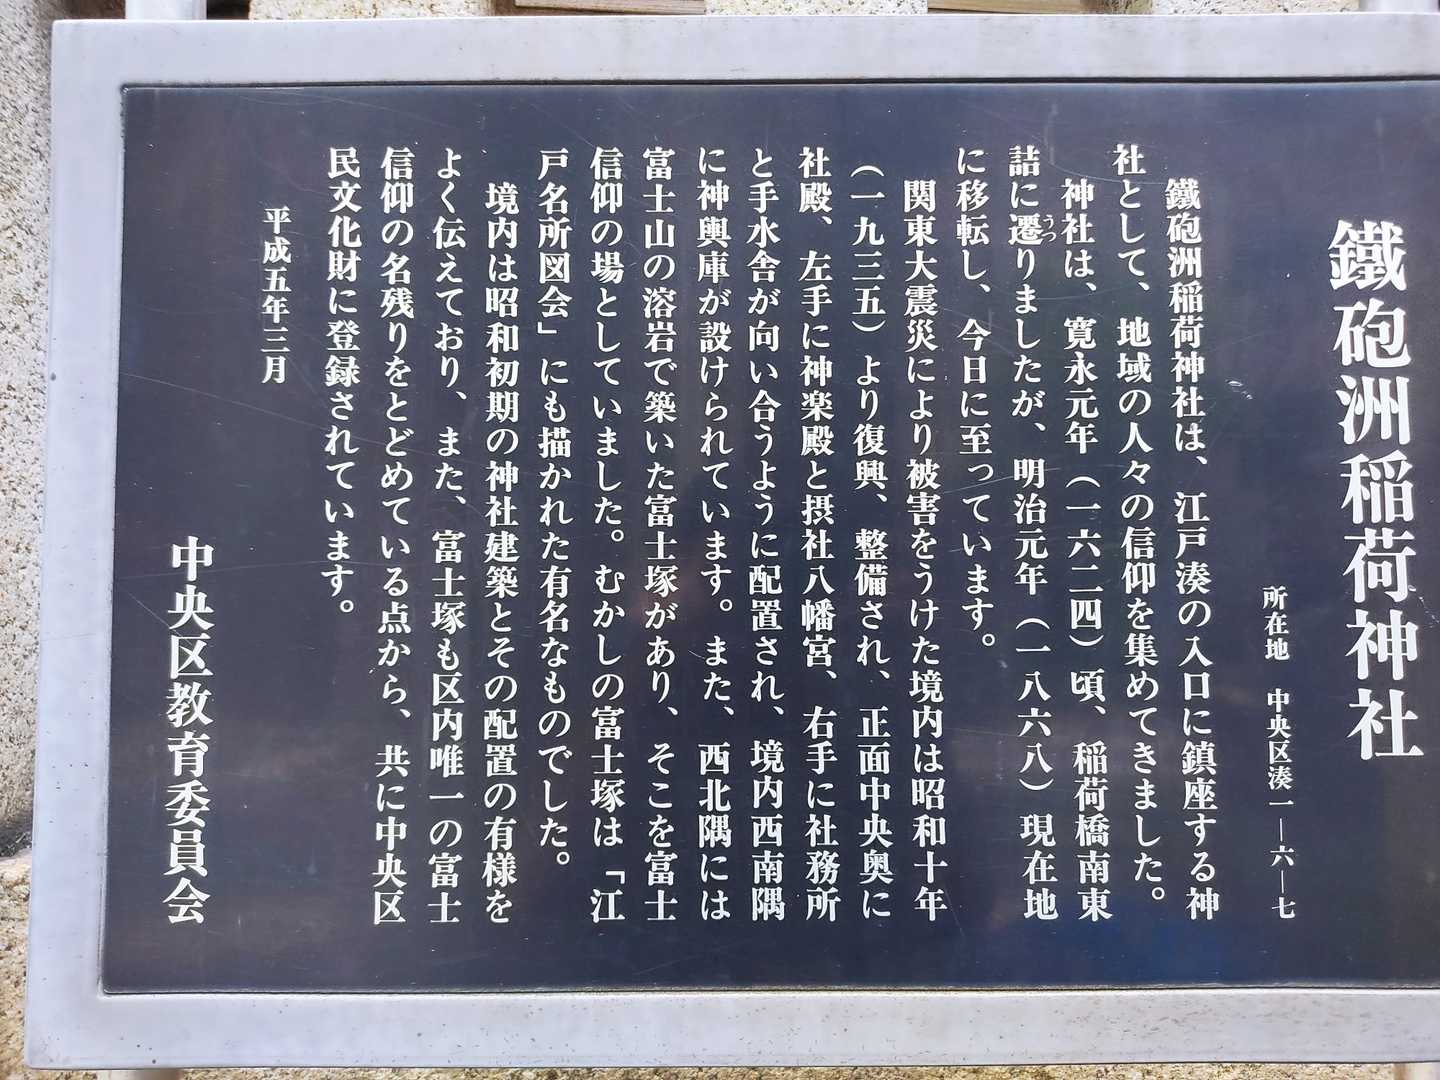 鐵砲洲稲荷神社
所在地 中央区湊一―六―七
鐵砲洲稲荷神社は、江戸湊の入口に鎮座する神
社として、地域の人々の信仰を集めてきました。
神社は、寛永元年（一六二四）頃、稲荷橋南東
詰に遷りましたが、明治元年（一八六八）現在地
うつ
に移転し、今日に至っています。
関東大震災により被害をうけた境内は昭和十年
（一九三五）より復興、整備され、正面中央奥に
社殿、左手に神楽殿と摂社八幡宮、右手に社務所
と手水舎が向い合うように配置され、境内西南隅
に神輿庫が設けられています。また、西北隅には
富士山の溶岩で築いた富士塚があり、そこを富士
信仰の場としていました。むかしの富士塚は「江
戸名所図会」にも描かれた有名なものでした。
境内は昭和初期の神社建築とその配置の有様を
よく伝えており、また、富士塚も区内唯一の富士
信仰の名残りをとどめている点から、共に中央区
民文化財に登録されています。
平成五年三月
中央区教育委員会